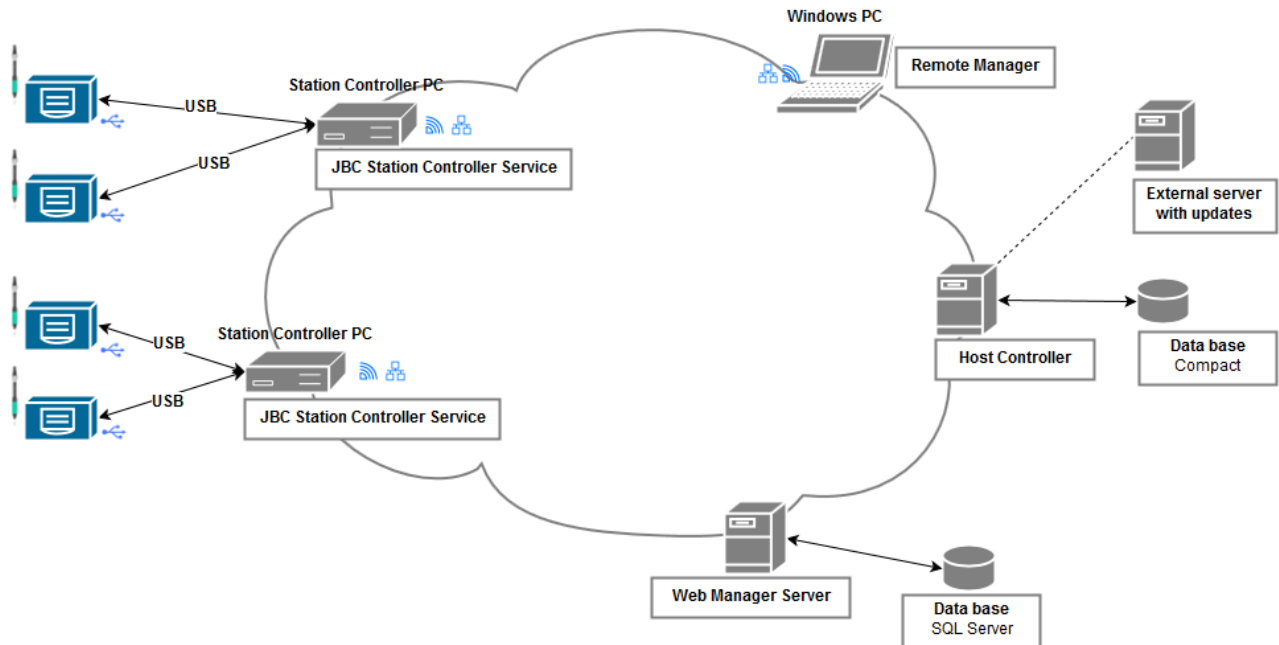 Windows PC
Remote Manager
Station Controller PC
USB
JBC Station Controller Service
USB
External server
with updates
Station Controller PC
USB
Host Controller
Data base
Compact
USB
JBC Station Controller Service
Web Manager Server
Data base
SQL Server